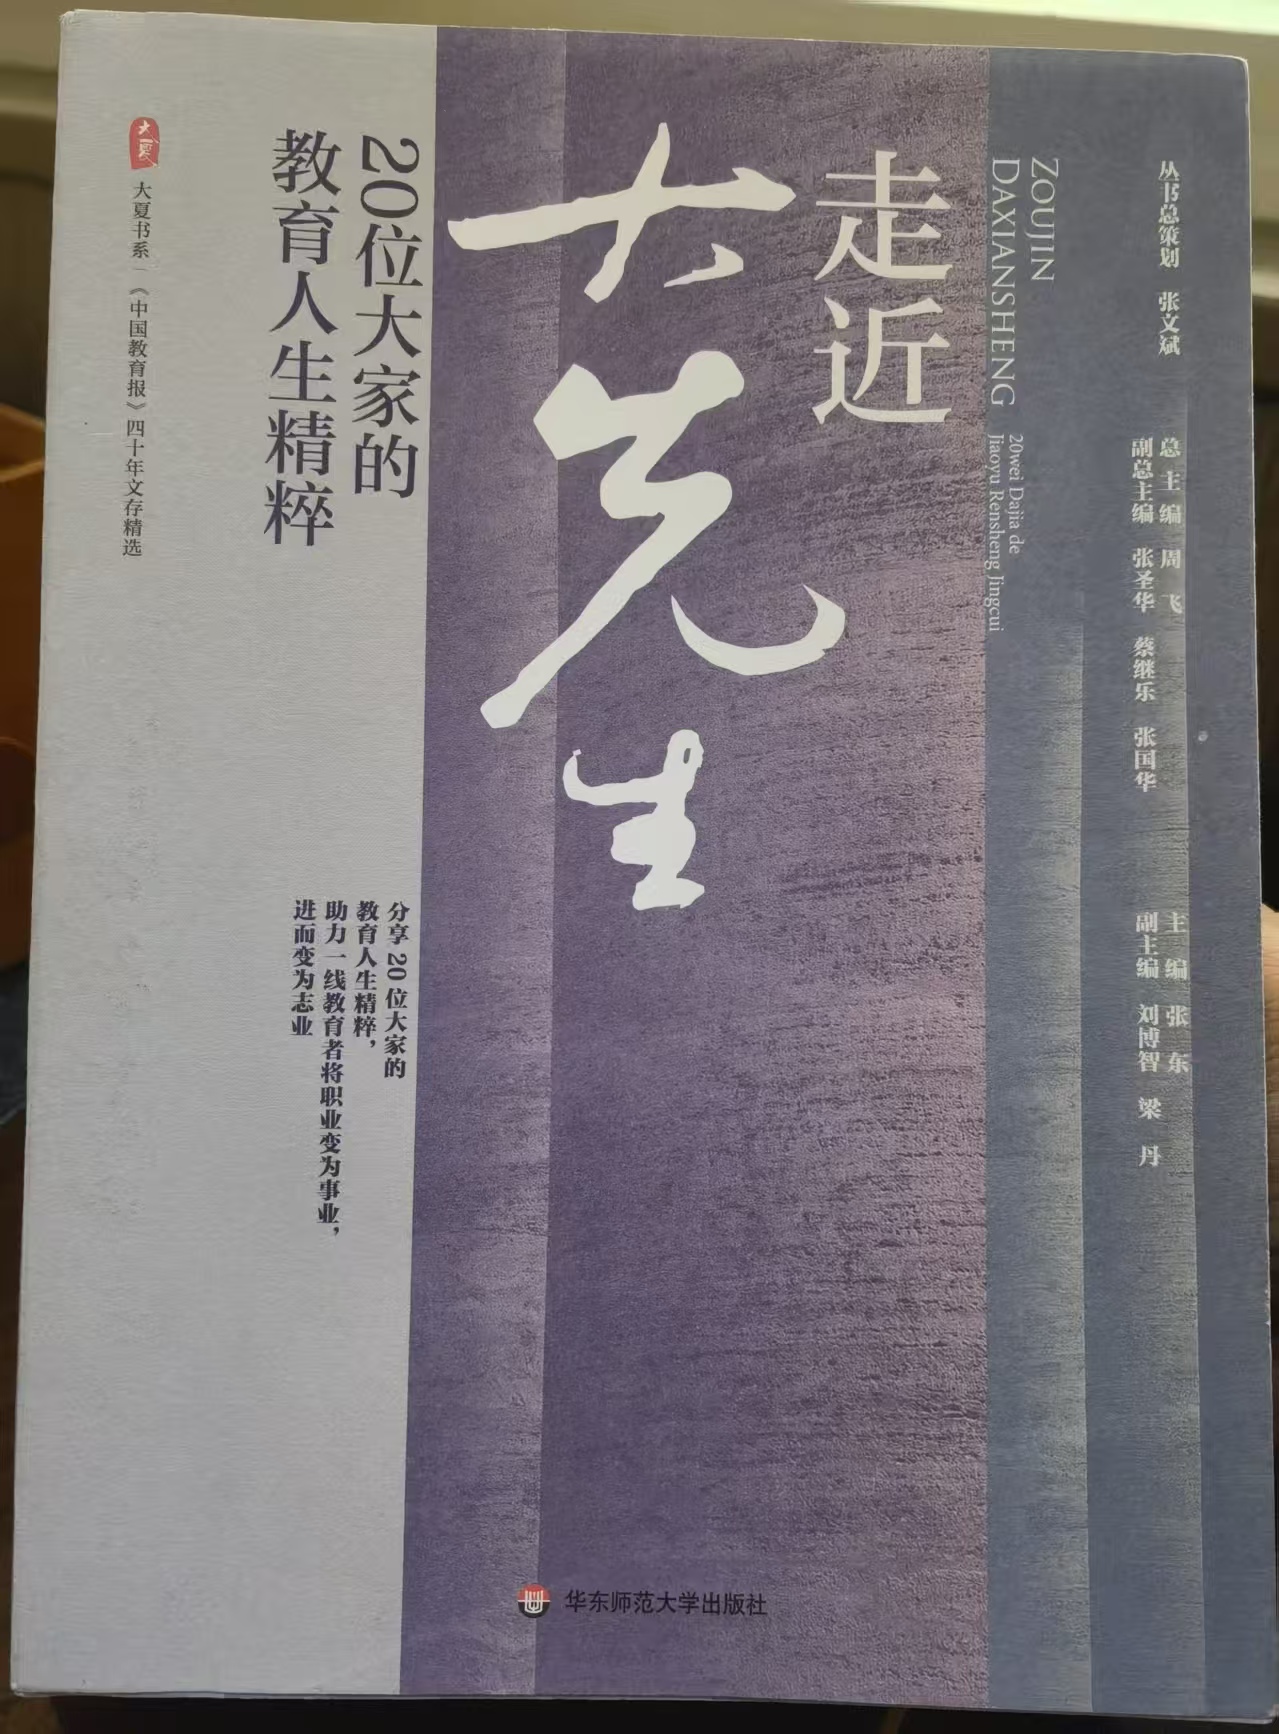 丛书总策划 张文斌
总主编 周飞
副总主编 张圣华 蔡继乐 张国华
主编 张东
副主编 刘博智 梁丹
ZOUJIN
DAXIANSHENG
20wei Dajia de
Jiaoyu Rensheng Jingcui
走近
大先生
20位大家的
教育人生精粹
分享20位大家的
教育人生精粹，
助力一线教育者将职业变为事业，
进而变为志业
大夏
大夏书系|《中国教育报》四十年文存精选
华东师范大学出版社